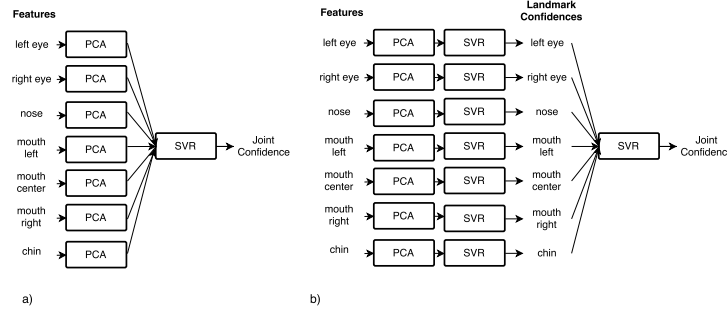 Features
left eye PCA
right eye PCA
nose PCA
mouth
left
PCA
mouth
center
PCA
mouth
right
PCA
chin PCA
SVR
Joint
Confidence
a)
Features
Landmark
Confidences
left eye PCA SVR left eye
right eye PCA SVR right eye
nose PCA SVR nose
mouth
left
PCA SVR
mouth
left
mouth
center
PCA SVR
mouth
center
mouth
right
PCA SVR
mouth
right
chin PCA SVR chin
SVR
Joint
Confidence
b)